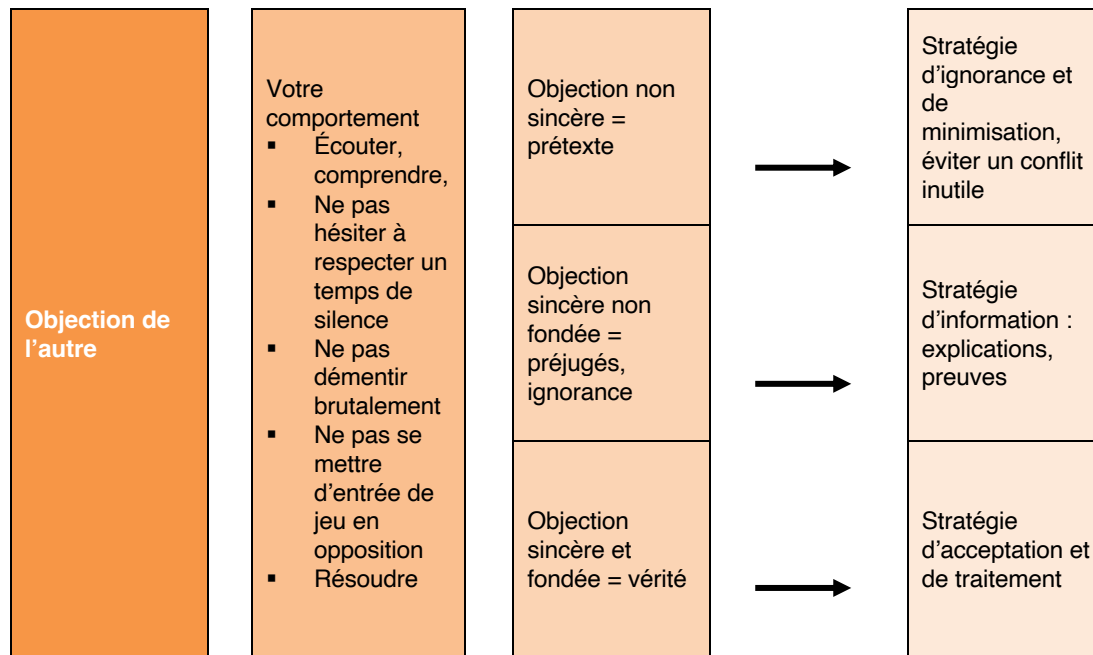 Objection de
l'autre
Votre
comportement
▪ Écouter,
comprendre,
▪ Ne pas
hésiter à
respecter un
temps de
silence
▪ Ne pas
démentir
brutalement
▪ Ne pas se
mettre
d'entrée de
jeu en
opposition
▪ Résoudre
Objection non
sincère =
prétexte
Stratégie
d'ignorance et
de
minimisation,
éviter un conflit
inutile
Objection
sincère non
fondée =
préjugés,
ignorance
Stratégie
d'information :
explications,
preuves
Objection
sincère et
fondée = vérité
Stratégie
d'acceptation et
de traitement